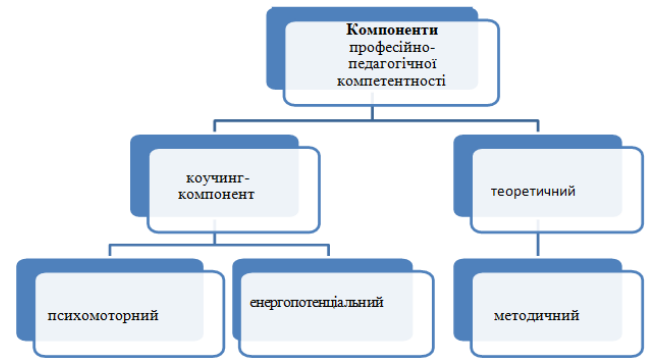 Компоненти
професійно-
педагогічної
компетентності
коучинг-
компонент
теоретичний
психомоторний
енергопотенціальний
методичний